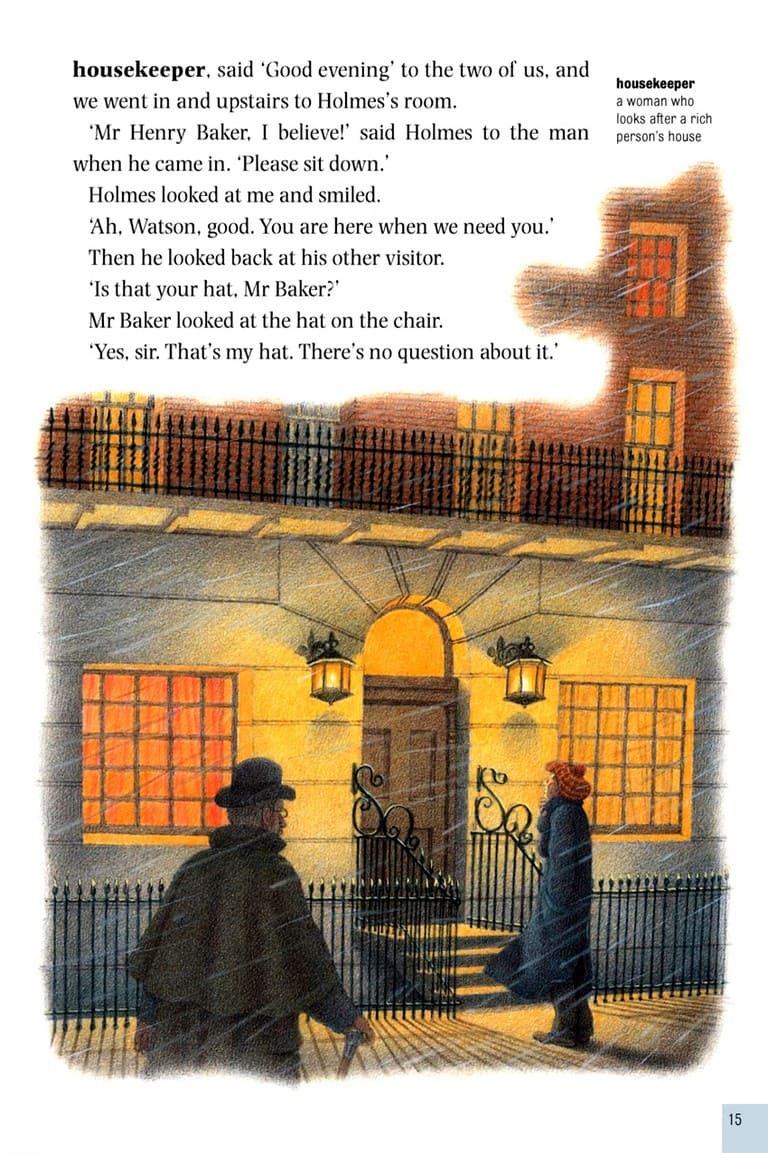 housekeeper, said ‘Good evening’ to the two of us, and
we went in and upstairs to Holmes’s room.
‘Mr Henry Baker, I believe!’ said Holmes to the man
when he came in. ‘Please sit down.’
Holmes looked at me and smiled.
‘Ah, Watson, good. You are here when we need you.’
Then he looked back at his other visitor.
‘Is that your hat, Mr Baker?’
Mr Baker looked at the hat on the chair.
‘Yes, sir. That’s my hat. There’s no question about it.’
housekeeper
a woman who
looks after a rich
person’s house
15